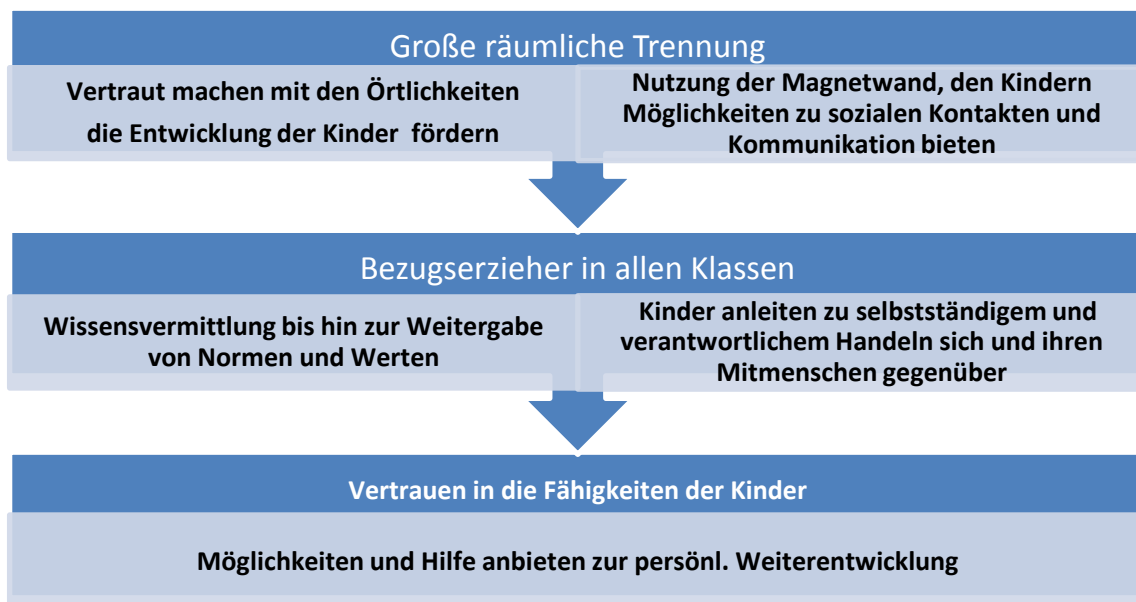 Große räumliche Trennung
Vertraut machen mit den Örtlichkeiten
die Entwicklung der Kinder fördern
Nutzung der Magnetwand, den Kindern
Möglichkeiten zu sozialen Kontakten und
Kommunikation bieten
Bezugserzieher in allen Klassen
Wissensvermittlung bis hin zur Weitergabe
von Normen und Werten
Kinder anleiten zu selbstständigem und
verantwortlichem Handeln sich und ihren
Mitmenschen gegenüber
Vertrauen in die Fähigkeiten der Kinder
Möglichkeiten und Hilfe anbieten zur persönl. Weiterentwicklung